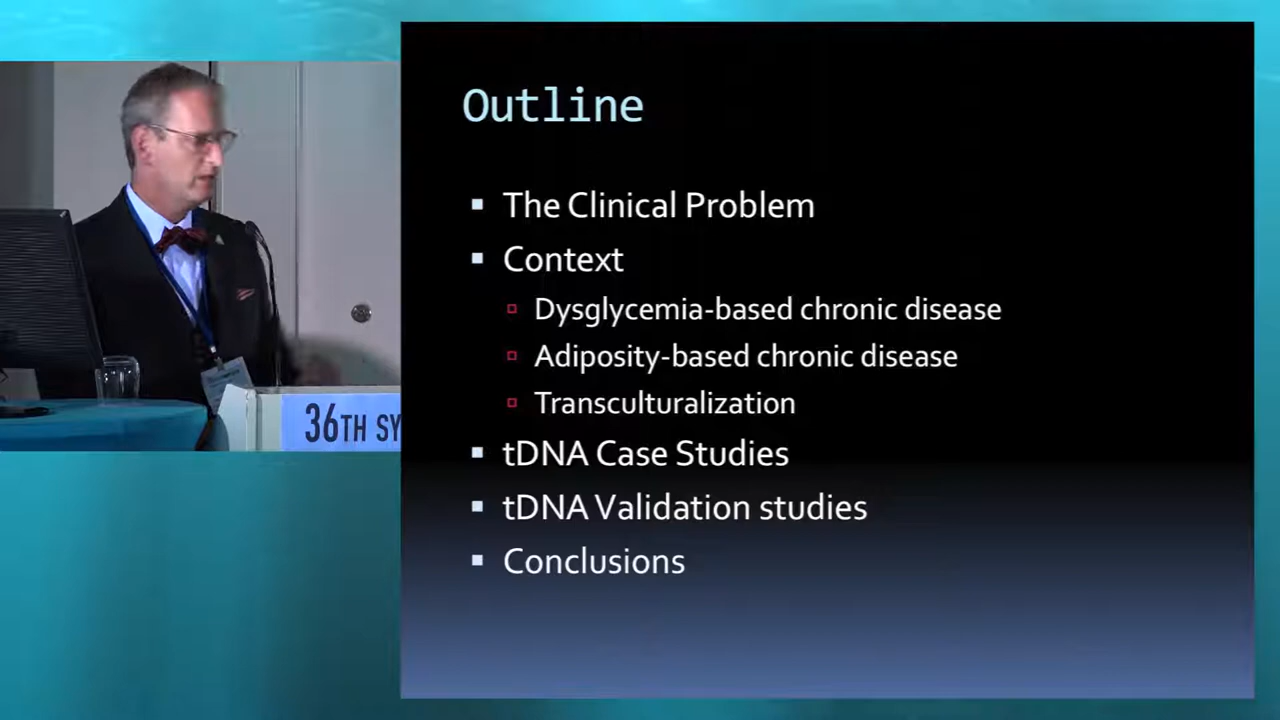 Outline
The Clinical Problem
Context
Dysglycemia-based chronic disease
Adiposity-based chronic disease
Transculturalization
tDNA Case Studies
tDNA Validation studies
Conclusions
36TH SY